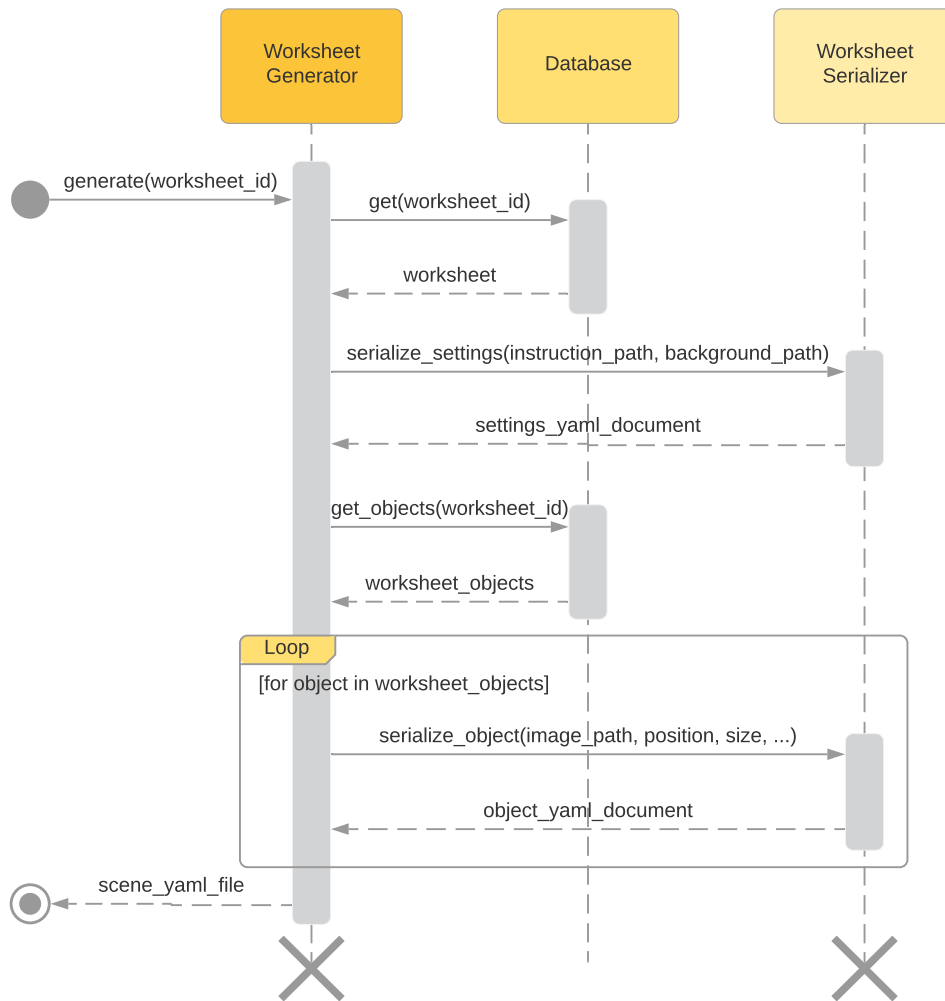 Worksheet
Generator
Database
Worksheet
Serializer
generate(worksheet_id)
get(worksheet_id)
worksheet
serialize_settings(instruction_path, background_path)
settings_yaml_document
get_objects(worksheet_id)
worksheet_objects
Loop
[for object in worksheet_objects]
serialize_object(image_path, position, size, ...)
object_yaml_document
scene_yaml_file